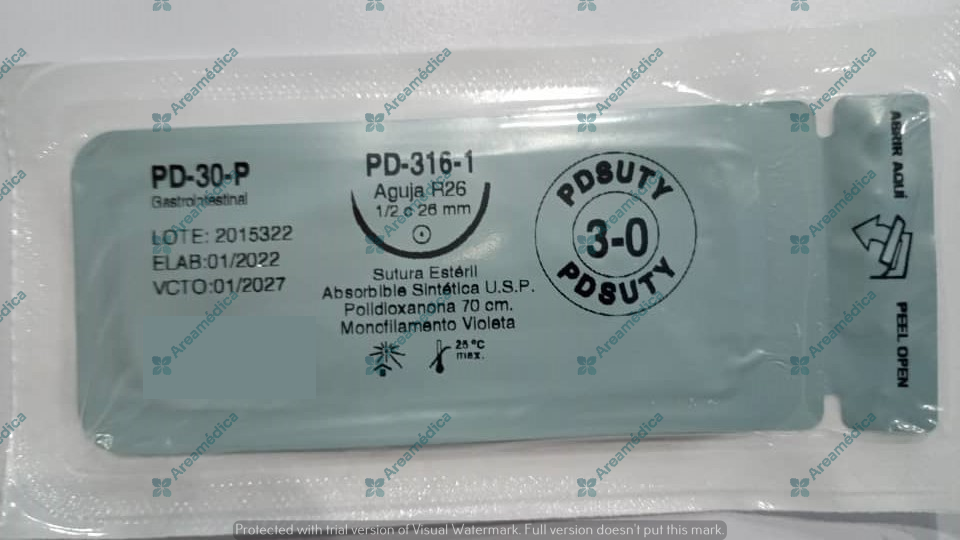 PD-30-P
Gastrointestinal
LOTE: 2015322
ELAB:01/2022
VCTO:01/2027
PD-316-1
Aguja R26
1/2 c 26 mm
Sutura Estéril
Absorbible Sintética U.S.P.
Polidioxanona 70 cm.
Monofilamento Violeta
25 °C
max.
PDSUTY
3-0
PDSUTY
ABRIR AQUÍ
PEEL OPEN
Areamédica
Protected with trial version of Visual Watermark. Full version doesn't put this mark.